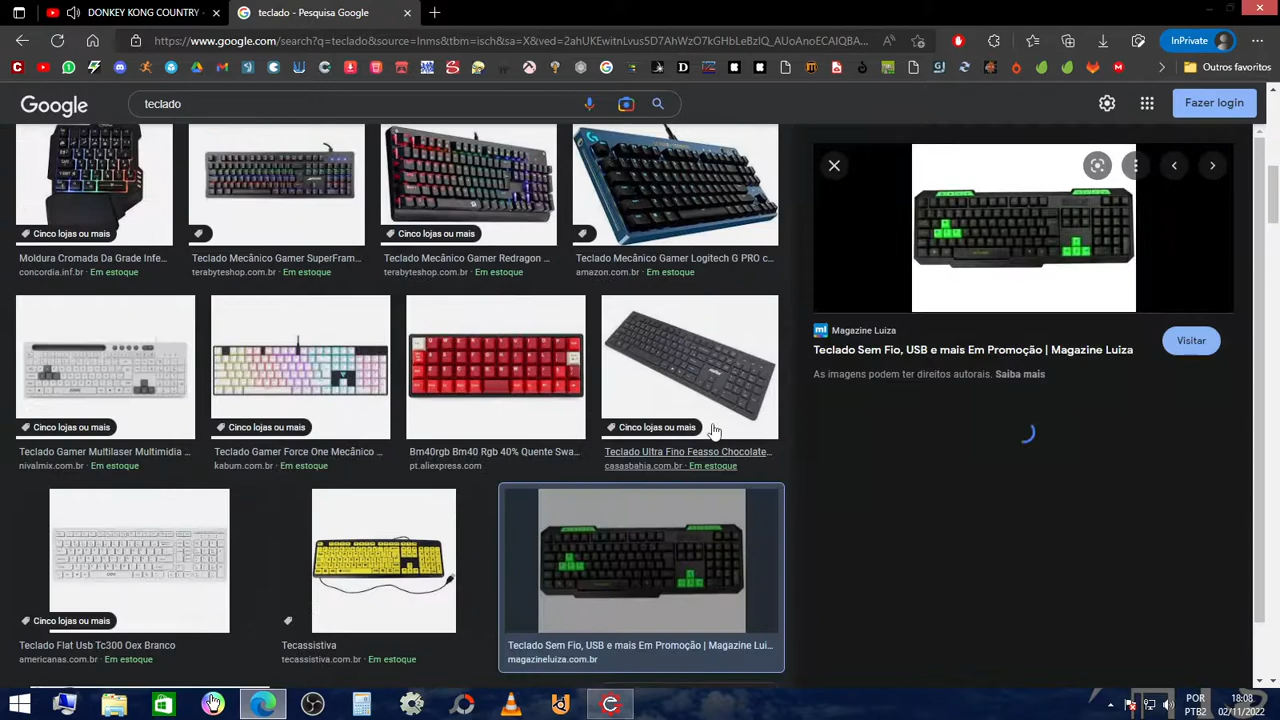 DONKEY KONG COUNTRY
teclado - Pesquisa Google
https://www.google.com/search?q=teclado&source=lnms&tbm=isch&sa=X&ved=2ahUKEwitnLvus5D7AhWzO7kGHbLeBzIQ_AUoAnoECAIQBA...
InPrivate
Outros favoritos
Google
teclado
Fazer login
Cinco lojas ou mais
Cinco lojas ou mais
Moldura Cromada Da Grade Infe...
Teclado Mecânico Gamer SuperFram...
Teclado Mecânico Gamer Redragon ...
Teclado Mecânico Gamer Logitech G PRO c...
concordia.inf.br · Em estoque
terabyteshop.com.br · Em estoque
terabyteshop.com.br · Em estoque
amazon.com.br · Em estoque
Magazine Luiza
Visitar
Teclado Sem Fio, USB e mais Em Promoção | Magazine Luiza
As imagens podem ter direitos autorais. Saiba mais
Cinco lojas ou mais
Cinco lojas ou mais
Cinco lojas ou mais
Teclado Gamer Multilaser Multimidia ...
Teclado Gamer Force One Mecânico ...
Bm40rgb Bm40 Rgb 40% Quente Swa...
Teclado Ultra Fino Feasso Chocolate...
nivalmix.com.br · Em estoque
kabum.com.br · Em estoque
pt.aliexpress.com
casasbahia.com.br · Em estoque
Cinco lojas ou mais
Teclado Flat Usb Tc300 Oex Branco
Tecassistiva
Teclado Sem Fio, USB e mais Em Promoção | Magazine Lui...
americanas.com.br · Em estoque
tecassistiva.com.br · Em estoque
magazineluiza.com.br
POR
PTB2
18:08
02/11/2022